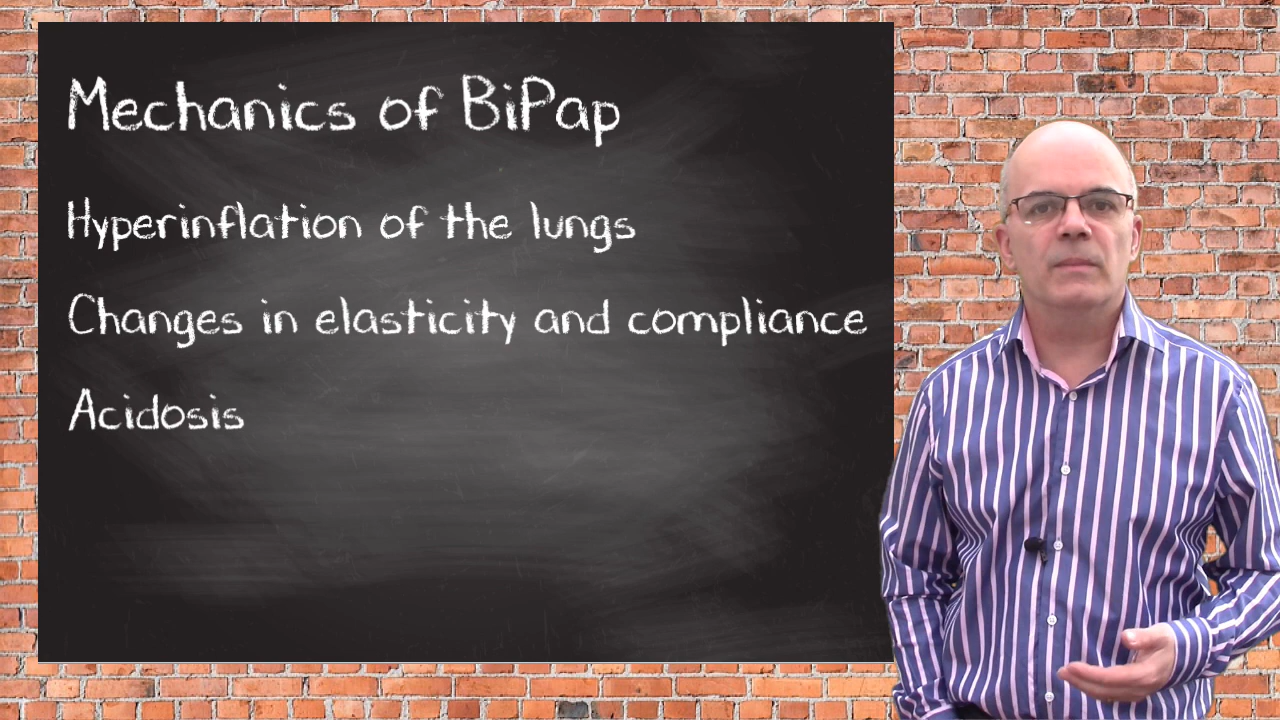 Mechanics of BiPap
Hyperinflation of the lungs
Changes in elasticity and compliance
Acidosis